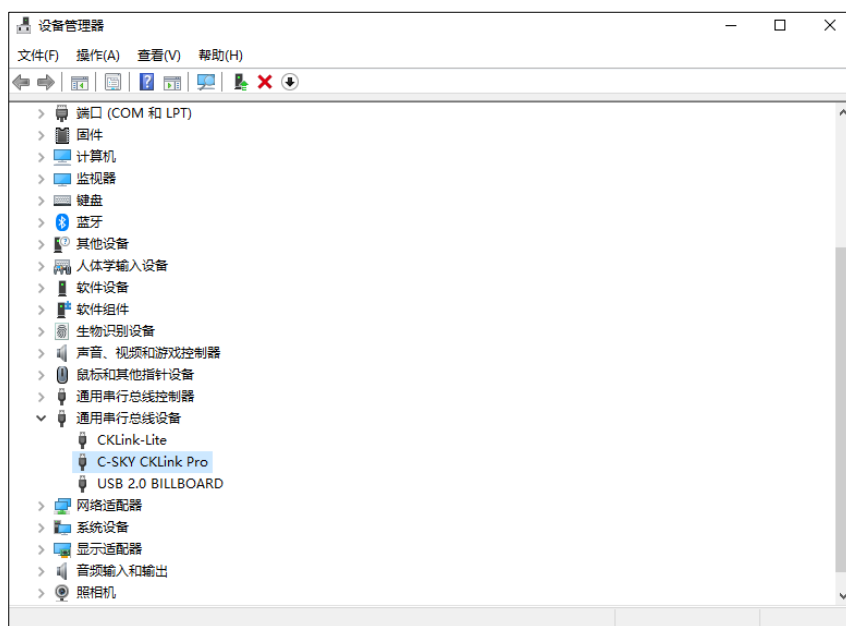 设备管理器
文件(F) 操作(A) 查看(V) 帮助(H)
端口 (COM 和 LPT)
固件
计算机
监视器
键盘
蓝牙
其他设备
人体学输入设备
软件设备
软件组件
生物识别设备
声音、视频和游戏控制器
鼠标和其他指针设备
通用串行总线控制器
通用串行总线设备
CKLink-Lite
C-SKY CKLink Pro
USB 2.0 BILLBOARD
网络适配器
系统设备
显示适配器
音频输入和输出
照相机